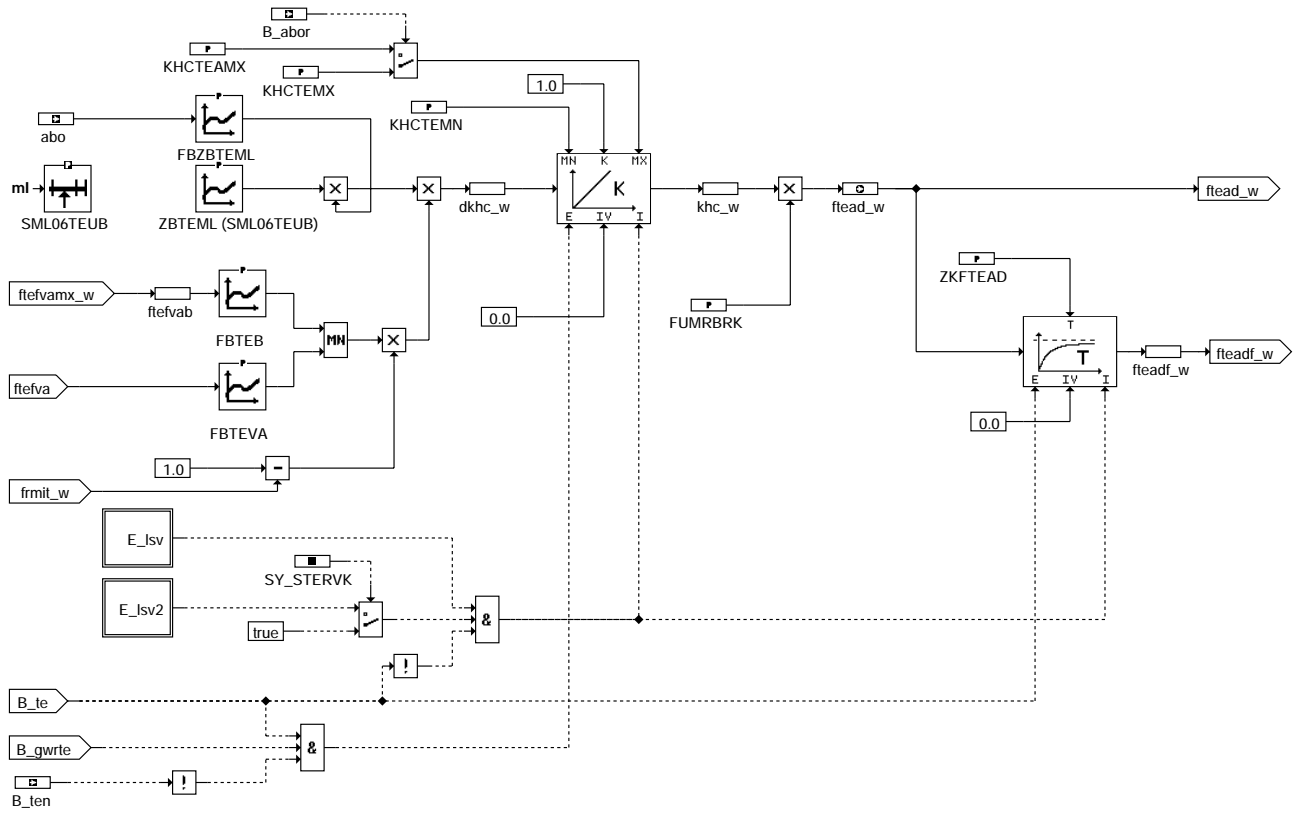 B_abor
P
KHCTEAMX
P
KHCTEMX
1.0
P
KHCTEMN
P
abo
FBZBTEML
MN K MX
K
E IV I
P
ml
SML06TEUB
P
ZBTEML (SML06TEUB)
dkhc_w
khc_w
ftead_w
ftead_w
P
ZKFTEAD
ftefvamx_w
ftefvab
P
FBTEB
0.0
P
FUMRBRK
MN
T
T
E IV I
fteadf_w
fteadf_w
ftefva
P
FBTEVA
0.0
1.0
–
frmit_w
E_lsv
SY_STERVK
E_lsv2
true
&
!
B_te
B_gwrte
&
!
B_ten